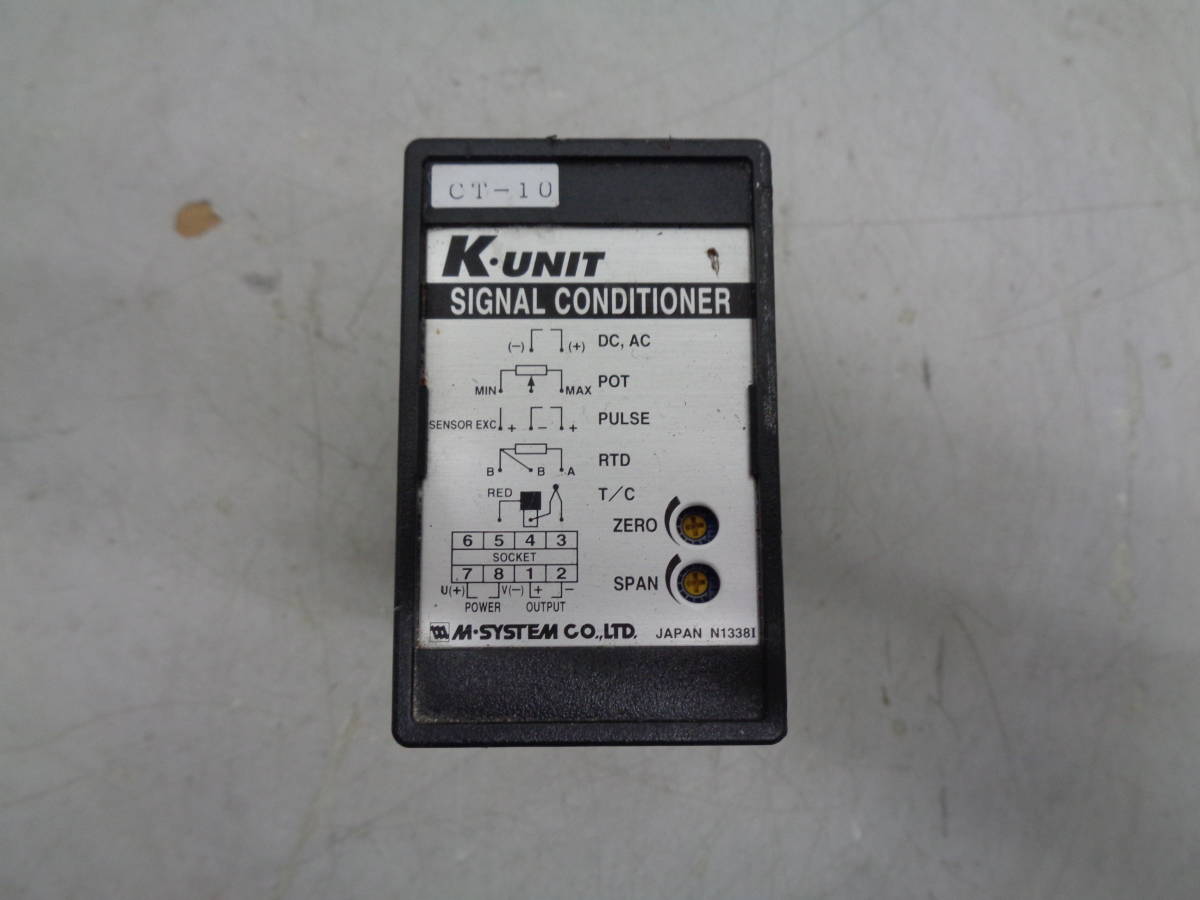 CT-10
K·UNIT
SIGNAL CONDITIONER
(−) (+) DC, AC
MIN MAX POT
SENSOR EXC + − + PULSE
B B A RTD
RED T/C
ZERO
6 5 4 3
SOCKET
7 8 1 2
SPAN
U(+) V(−) + −
POWER OUTPUT
M·SYSTEM CO.,LTD. JAPAN N1338I